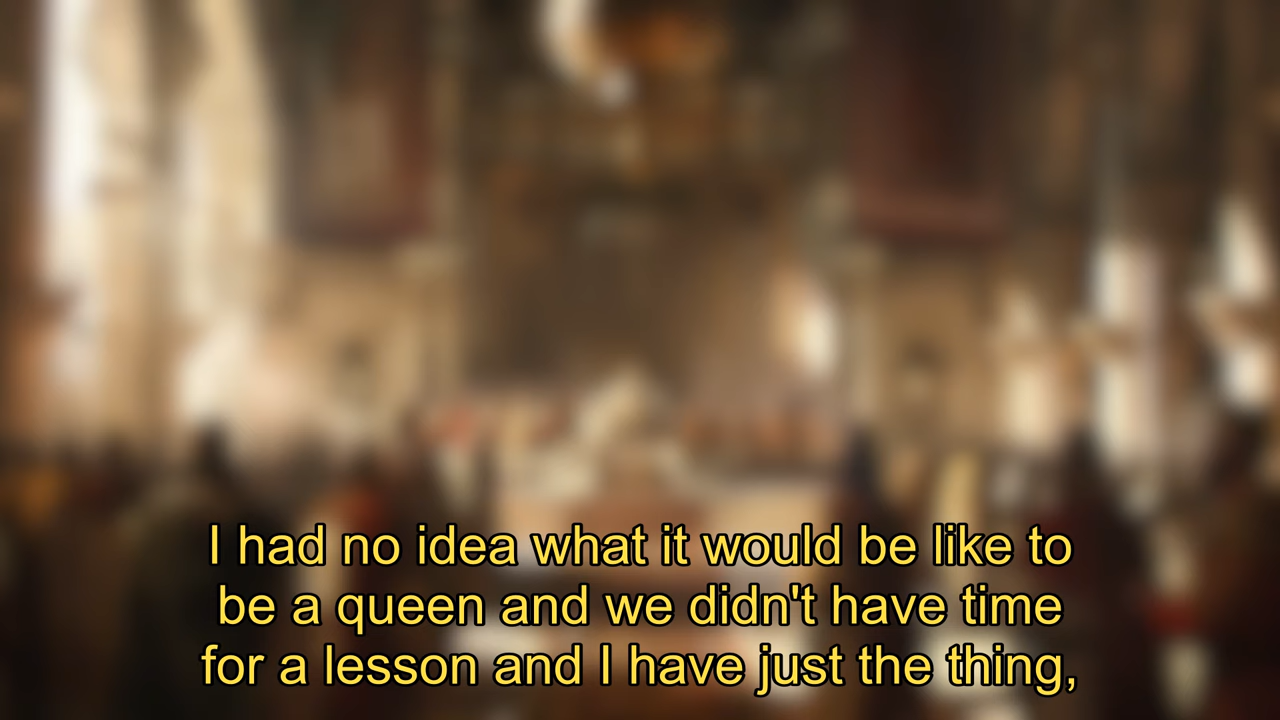 I had no idea what it would be like to
be a queen and we didn't have time
for a lesson and I have just the thing,